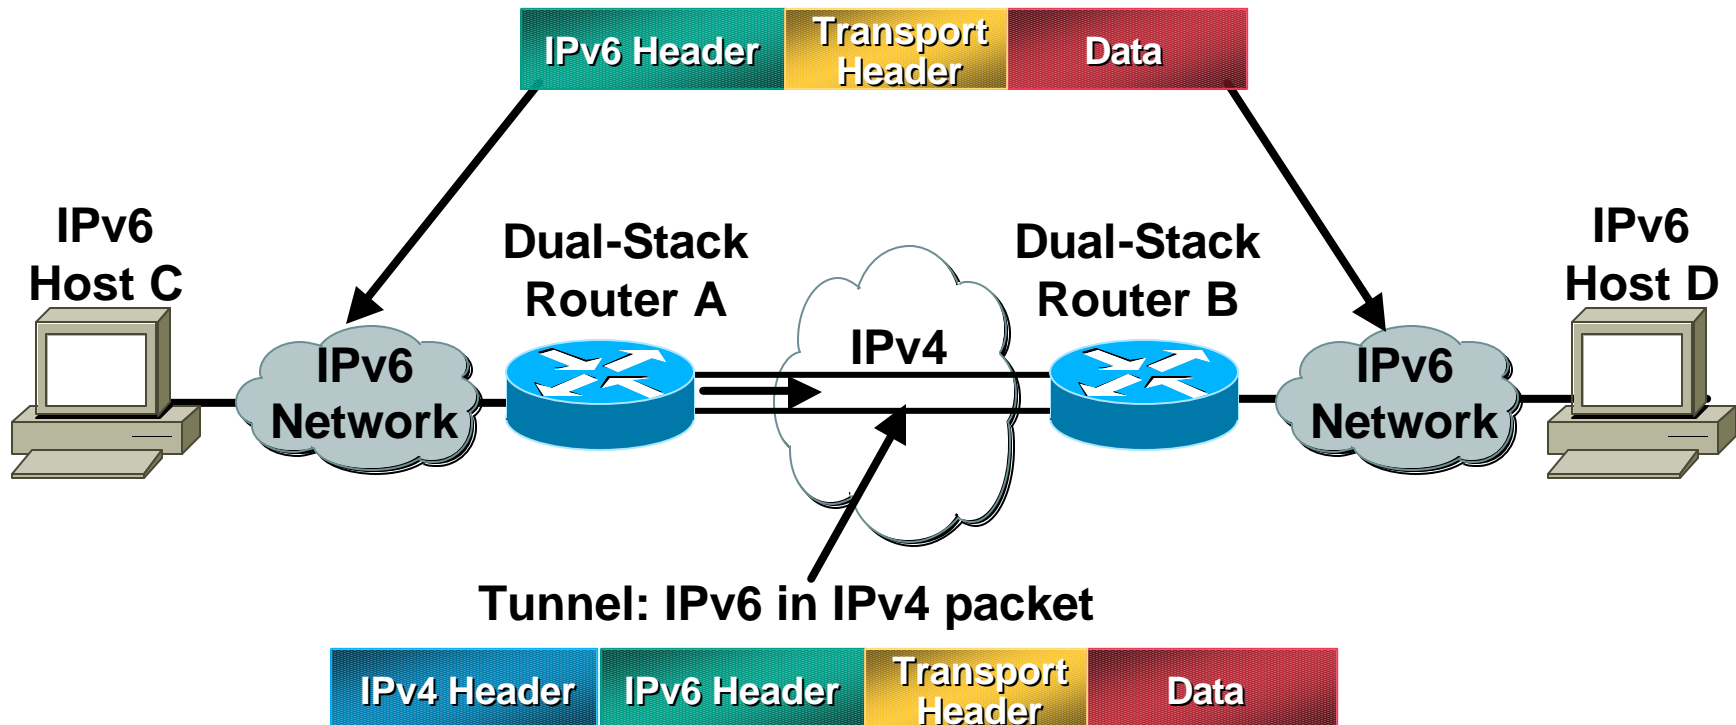 IPv6 Header
Transport
Header
Data
IPv6
Host C
Dual-Stack
Router A
Dual-Stack
Router B
IPv6
Host D
IPv6
Network
IPv4
IPv6
Network
Tunnel: IPv6 in IPv4 packet
IPv4 Header
IPv6 Header
Transport
Header
Data